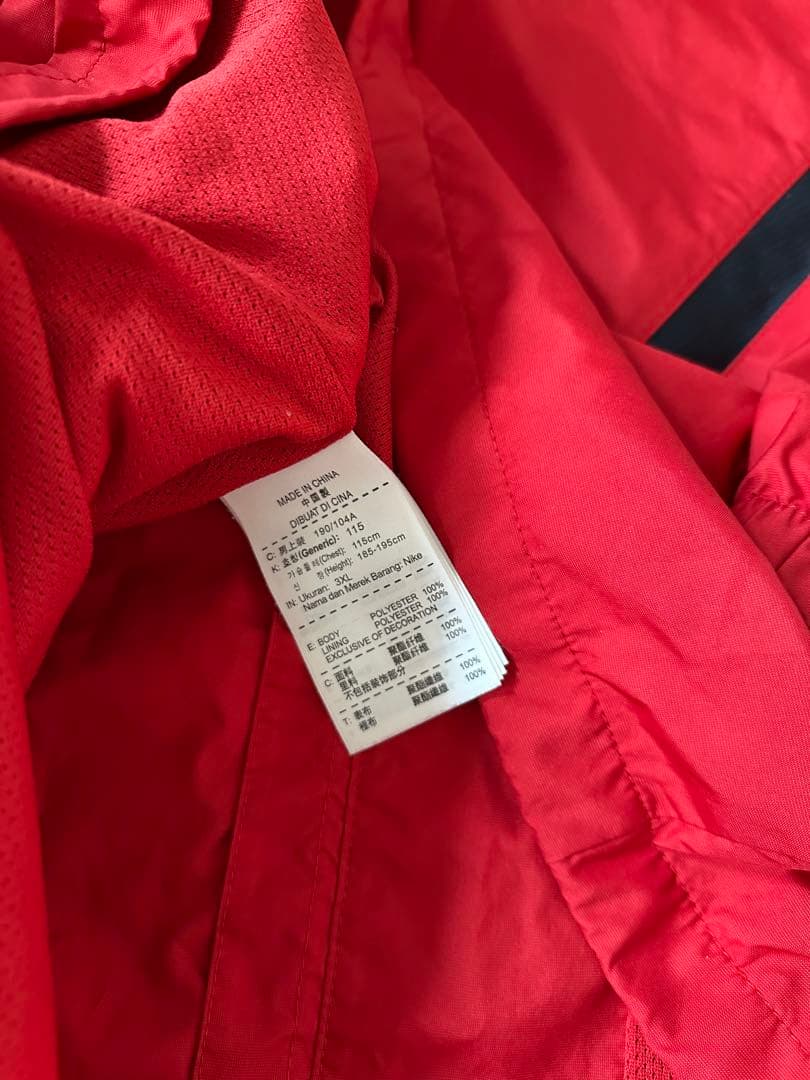 MADE IN CHINA
中国製
DIBUAT DI CINA
C: 男上装 190/104A
K: 호칭(Generic): 115
가슴둘레(Chest): 115cm
신 장(Height): 185-195cm
IN: Ukuran: 3XL
Nama dan Merek Barang: Nike
E: BODY POLYESTER 100%
LINING POLYESTER 100%
EXCLUSIVE OF DECORATION
C: 面料 聚酯纤维 100%
里料 聚酯纤维 100%
不包括装饰部分
T: 表布 聚酯纖維 100%
裡布 聚酯纖維 100%